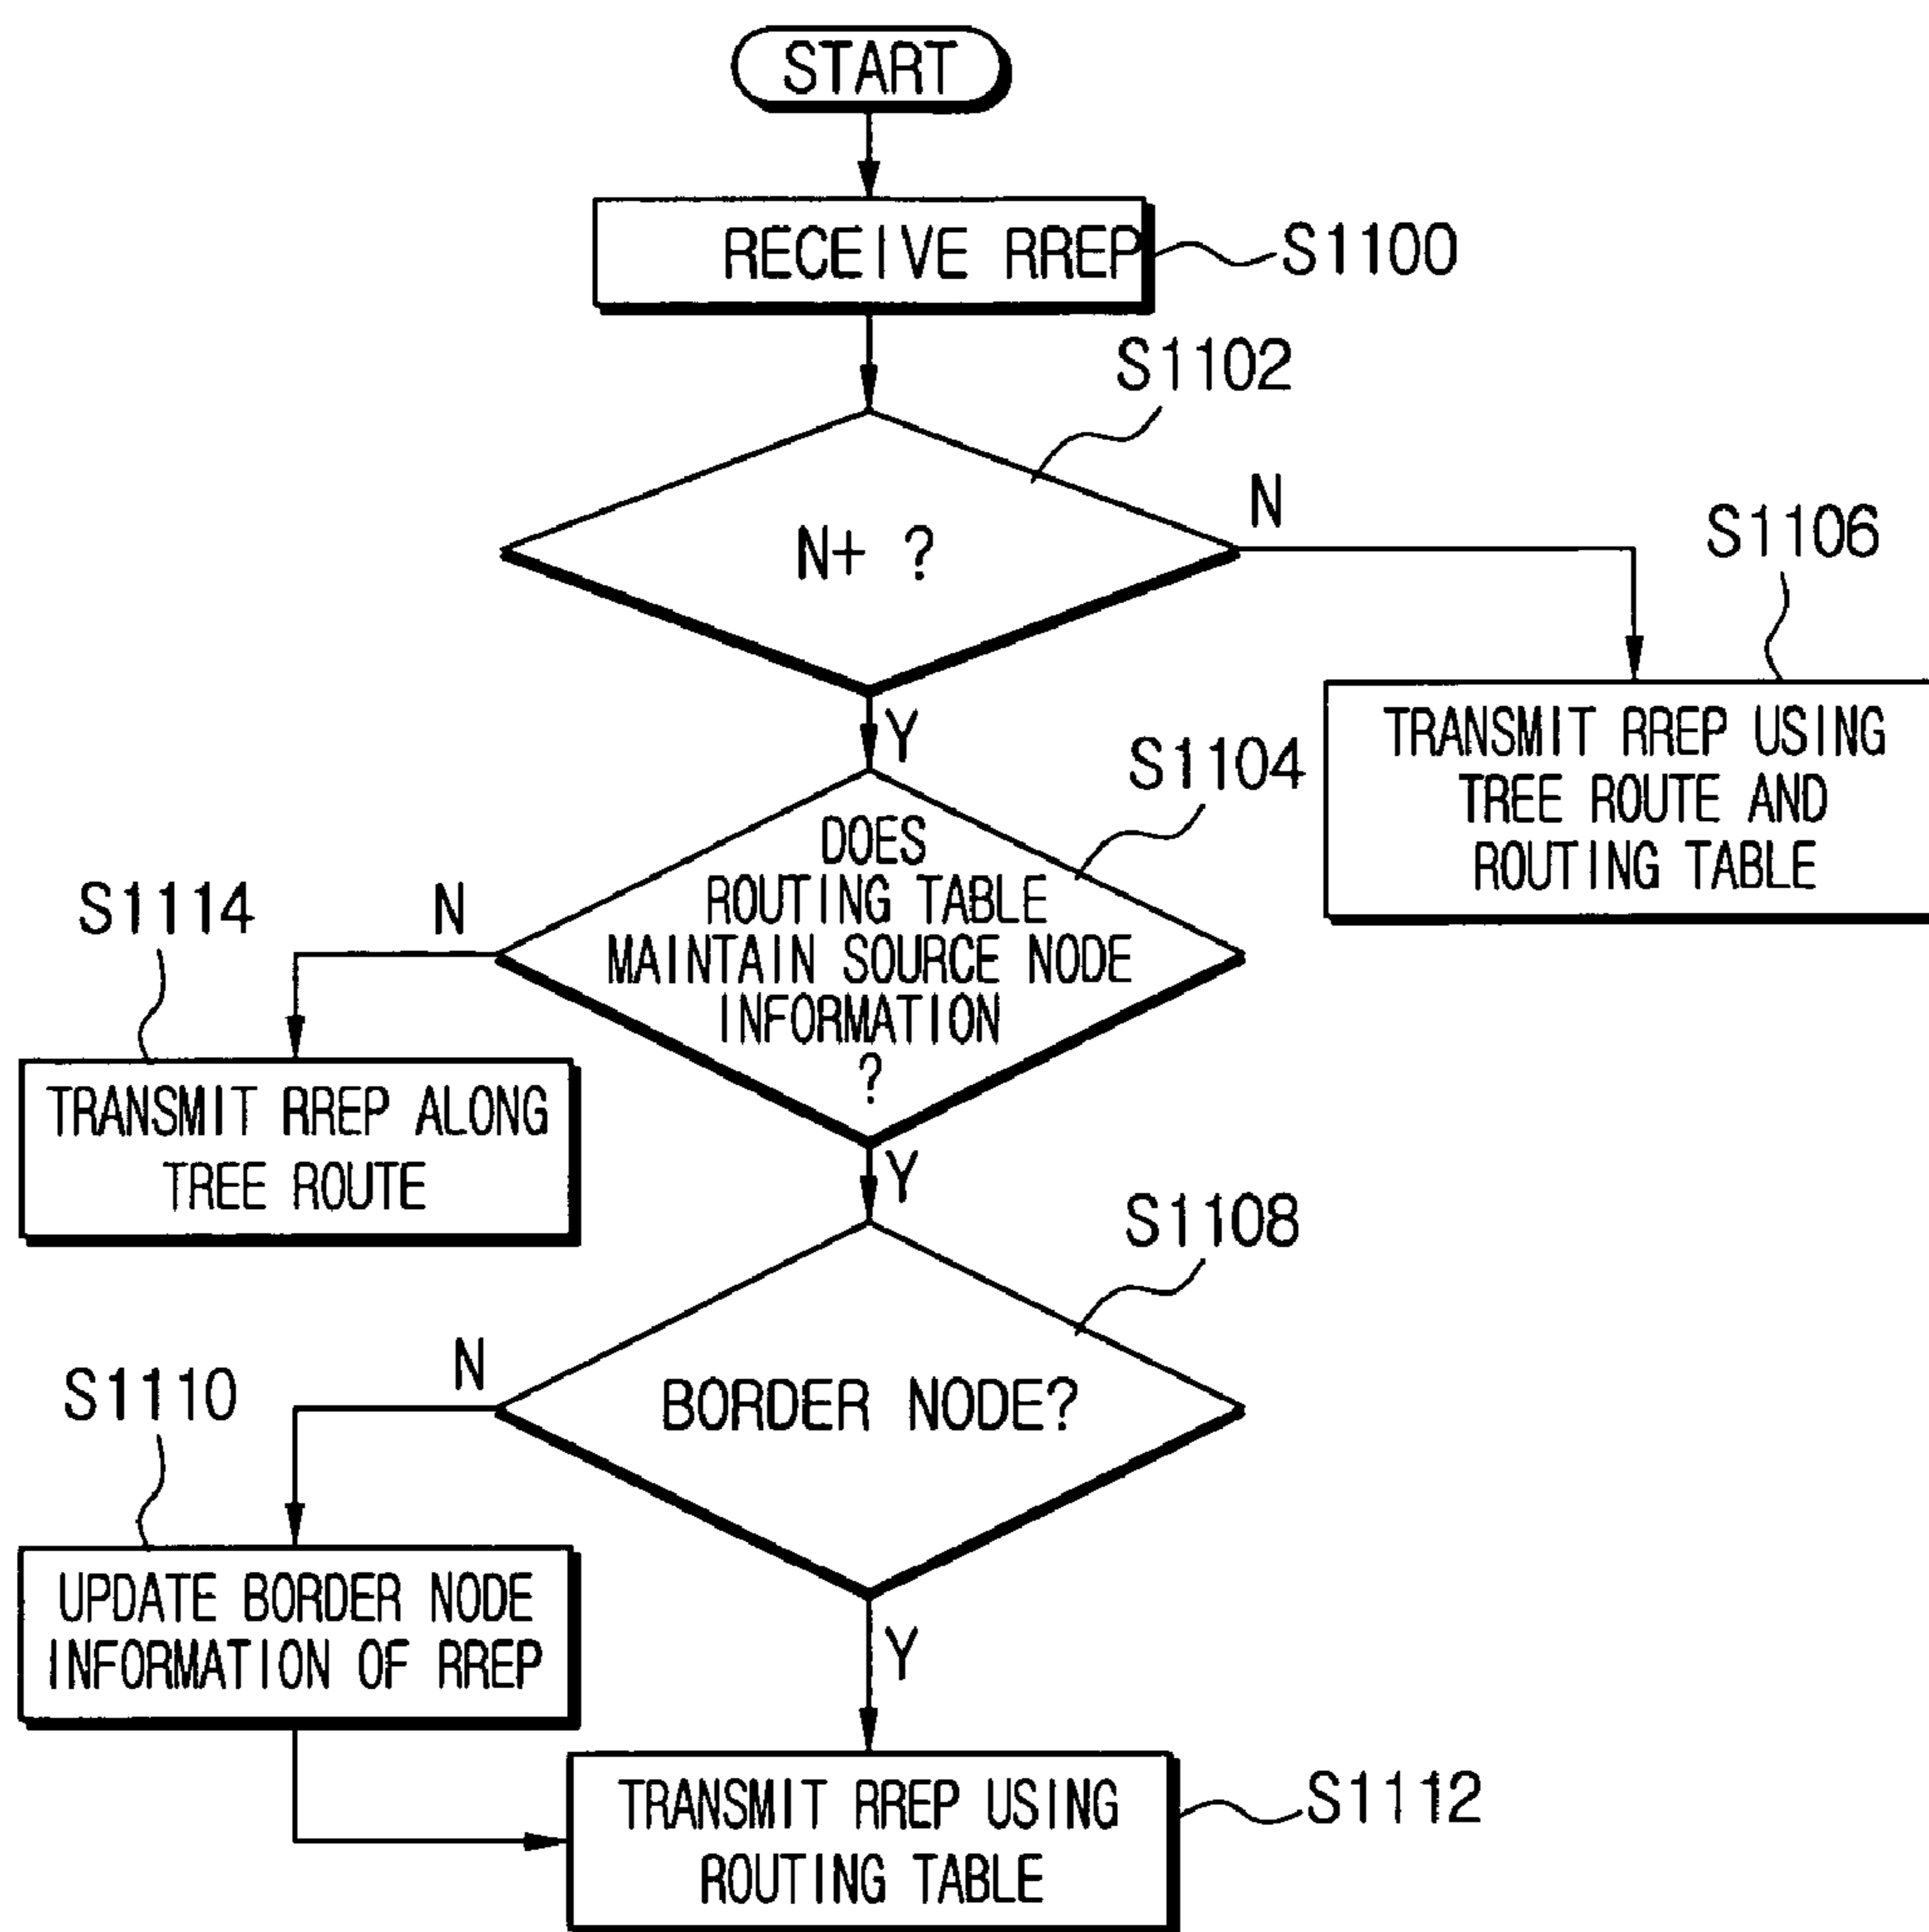 START
RECEIVE RREP
S1100
S1102
N+ ?
N
S1106
TRANSMIT RREP USING
TREE ROUTE AND
ROUTING TABLE
Y
S1104
DOES
ROUTING TABLE
MAINTAIN SOURCE NODE
INFORMATION
?
N
S1114
TRANSMIT RREP ALONG
TREE ROUTE
Y
S1108
BORDER NODE?
N
S1110
UPDATE BORDER NODE
INFORMATION OF RREP
Y
TRANSMIT RREP USING
ROUTING TABLE
S1112